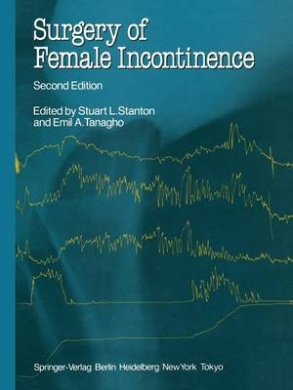 Surgery of
Female Incontinence
Second Edition
Edited by Stuart L.Stanton
and Emil A.Tanagho
Springer-Verlag Berlin Heidelberg New York Tokyo